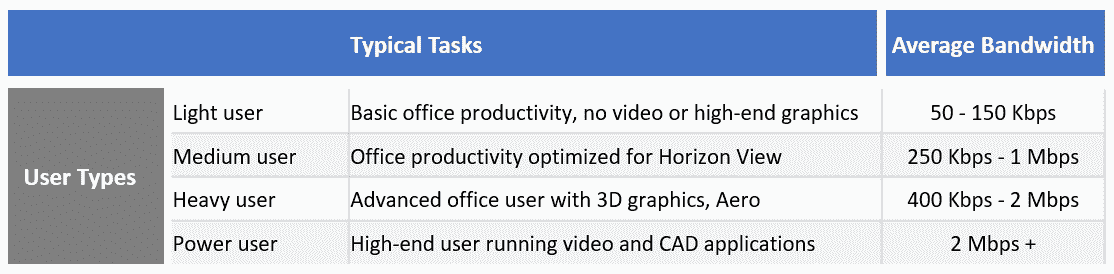 Typical Tasks Average Bandwidth
Light user Basic office productivity, no video or high-end graphics 50 - 150 Kbps
Medium user Office productivity optimized for Horizon View 250 Kbps - 1 Mbps
User Types
Heavy user Advanced office user with 3D graphics, Aero 400 Kbps - 2 Mbps
Power user High-end user running video and CAD applications 2 Mbps +